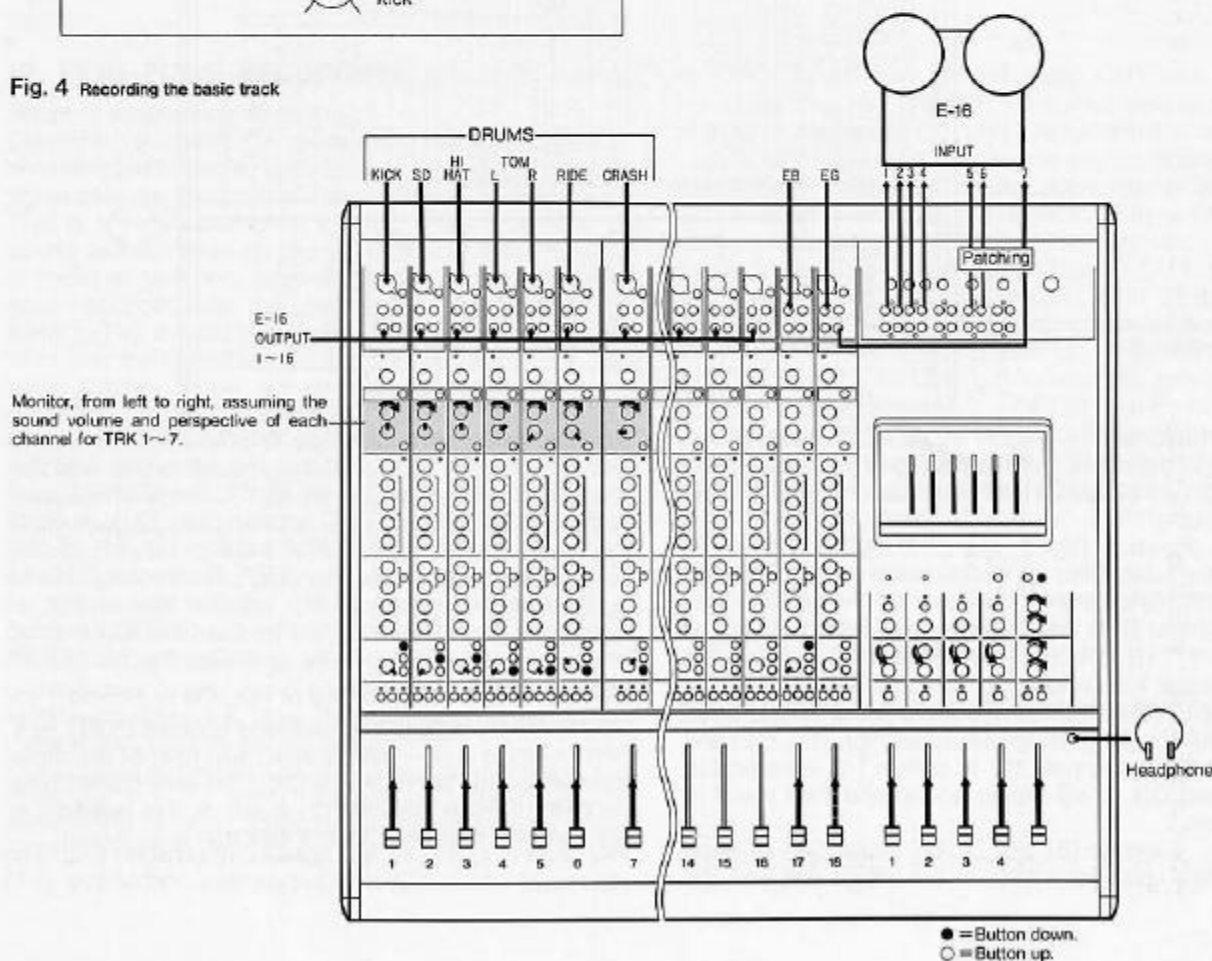 KICK
Fig. 4 Recording the basic track
E-16
INPUT
1 2 3 4 5 6 7
DRUMS
HI TOM
KICK SD HAT L R RIDE CRASH EB EG
Patching
E-16
OUTPUT
1~16
Monitor, from left to right, assuming the
sound volume and perspective of each
channel for TRK 1~7.
Headphone
1 2 3 4 5 6 7 14 15 16 17 18 1 2 3 4
● =Button down.
○ =Button up.